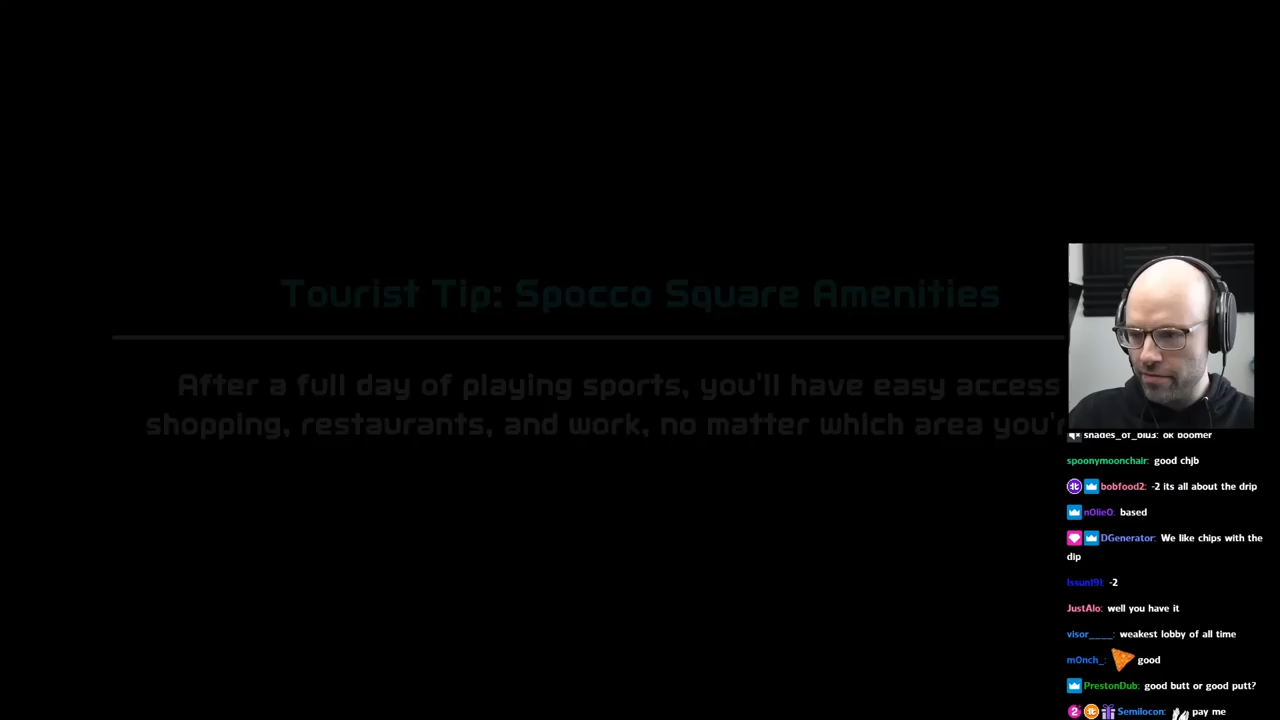 Tourist Tip: Spocco Square Amenities
After a full day of playing sports, you'll have easy access
shopping, restaurants, and work, no matter which area you'r
shades_of_blu3: ok boomer
spoonymoonchair: good chjb
bobfood2: -2 its all about the drip
n0lie0: based
DGenerator: We like chips with the
dip
Issun191: -2
JustAlo: well you have it
visor____: weakest lobby of all time
m0nch_: good
PrestonDub: good butt or good putt?
2 Semilocon: pay me